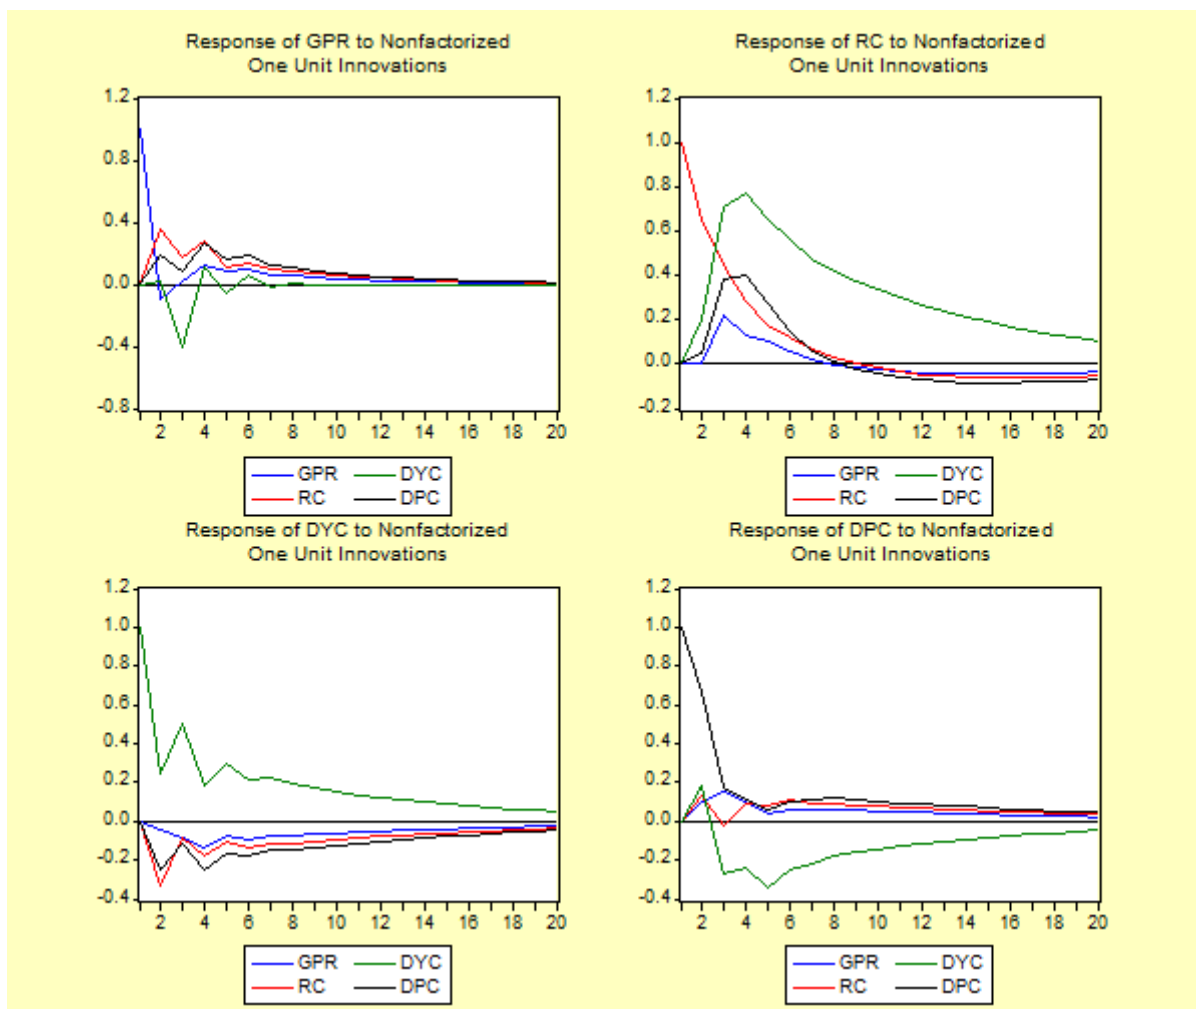 Response of GPR to Nonfactorized
One Unit Innovations
1.2
0.8
0.4
0.0
-0.4
-0.8
2 4 6 8 10 12 14 16 18 20
GPR DYC
RC DPC
Response of RC to Nonfactorized
One Unit Innovations
1.2
1.0
0.8
0.6
0.4
0.2
0.0
-0.2
2 4 6 8 10 12 14 16 18 20
GPR DYC
RC DPC
Response of DYC to Nonfactorized
One Unit Innovations
1.2
1.0
0.8
0.6
0.4
0.2
0.0
-0.2
-0.4
2 4 6 8 10 12 14 16 18 20
GPR DYC
RC DPC
Response of DPC to Nonfactorized
One Unit Innovations
1.2
1.0
0.8
0.6
0.4
0.2
0.0
-0.2
-0.4
2 4 6 8 10 12 14 16 18 20
GPR DYC
RC DPC